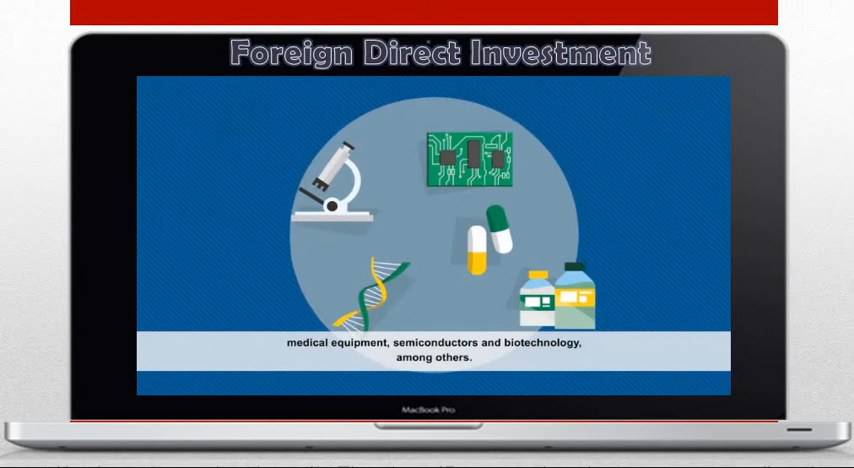 Foreign Direct Investment
medical equipment, semiconductors and biotechnology,
among others.
MacBook Pro